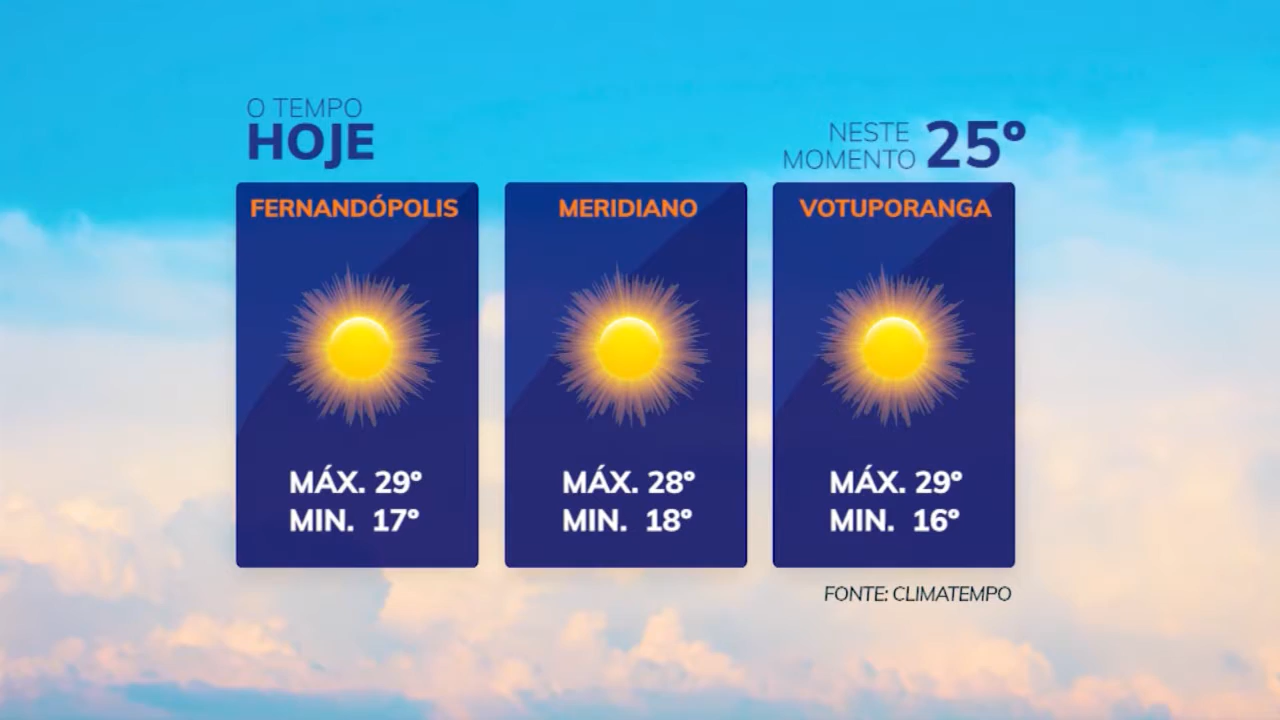 O TEMPO
HOJE
NESTE
MOMENTO 25º
FERNANDÓPOLIS
MÁX. 29º
MIN. 17º
MERIDIANO
MÁX. 28º
MIN. 18º
VOTUPORANGA
MÁX. 29º
MIN. 16º
FONTE: CLIMATEMPO